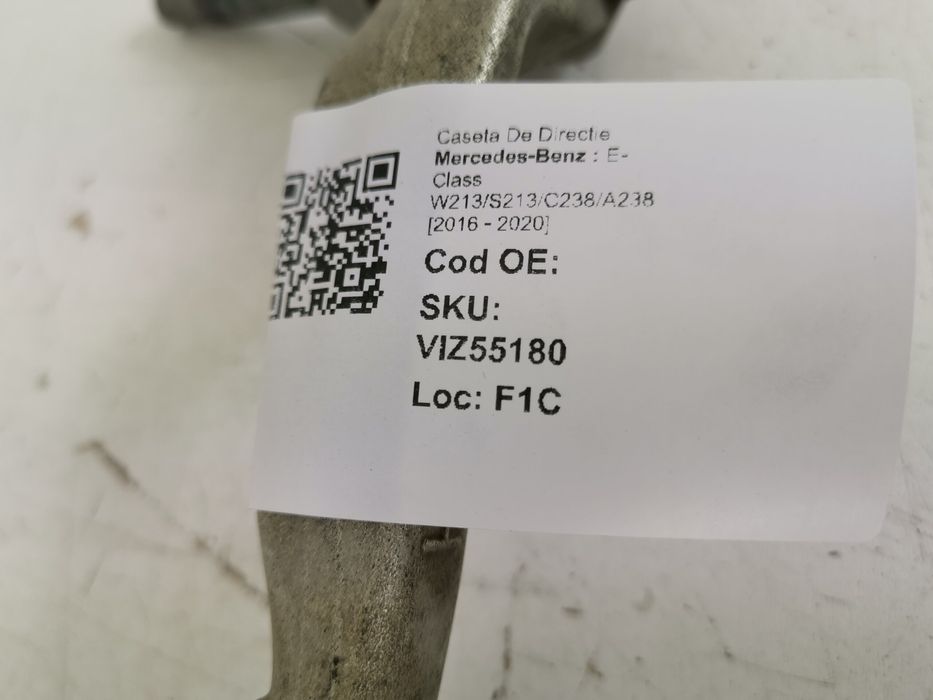 Caseta De Directie
Mercedes-Benz : E-
Class
W213/S213/C238/A238
[2016 - 2020]
Cod OE:
SKU:
VIZ55180
Loc: F1C